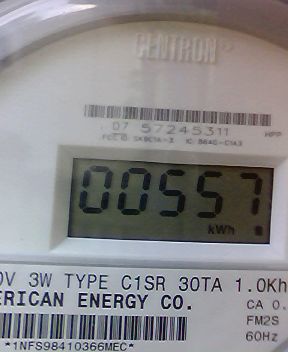 CENTRON
07 57245311 HPP
00557
kWh
0V 3W TYPE C1SR 30TA 1.0Kh
ERICAN ENERGY CO.
CA 0.
FM2S
60Hz
*1NFS98410366MEC*